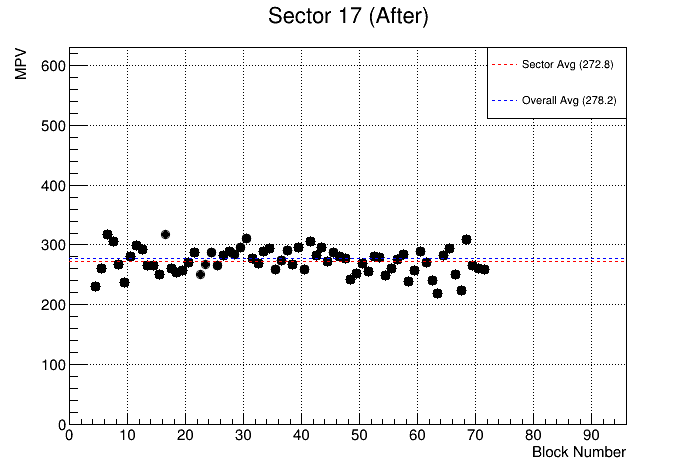 Sector 17 (After)
MPV
Sector Avg (272.8)
Overall Avg (278.2)
600
500
400
300
200
100
0
0 10 20 30 40 50 60 70 80 90
Block Number